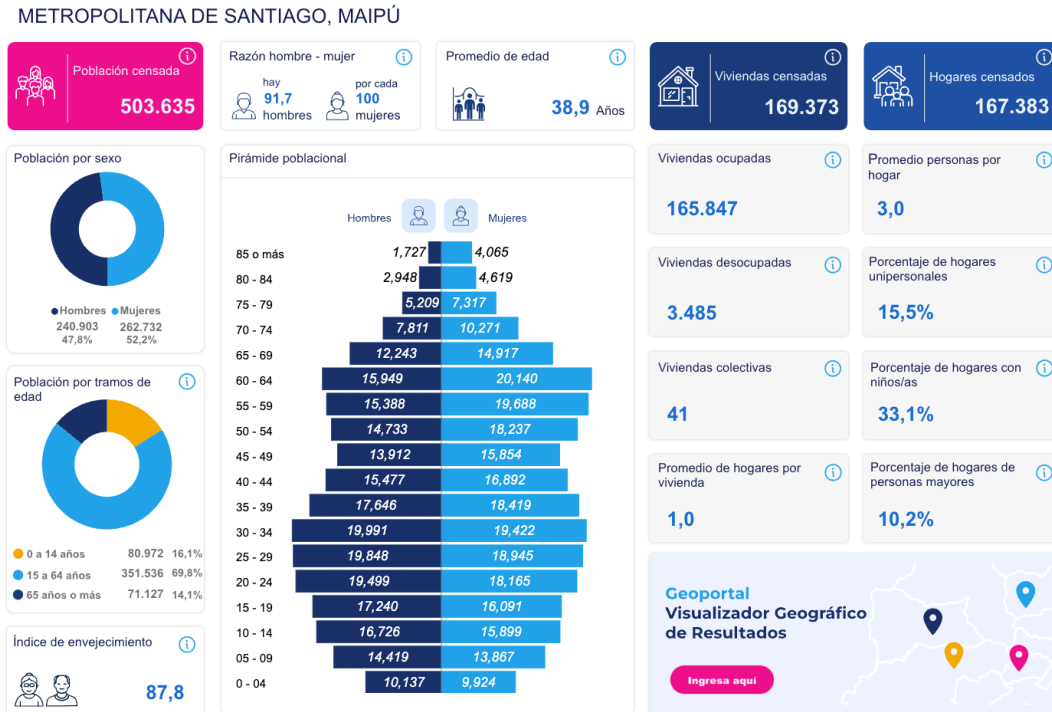 METROPOLITANA DE SANTIAGO, MAIPÚ
Población censada
503.635
Razón hombre - mujer
hay
91,7
hombres
por cada
100
mujeres
Promedio de edad
38,9 Años
Viviendas censadas
169.373
Hogares censados
167.383
Población por sexo
Hombres Mujeres
240.903 262.732
47,8% 52,2%
Población por tramos de
edad
0 a 14 años 80.972 16,1%
15 a 64 años 351.536 69,8%
65 años o más 71.127 14,1%
Índice de envejecimiento
87,8
Pirámide poblacional
Hombres Mujeres
85 o más 1,727 4,065
80 - 84 2,948 4,619
75 - 79 5,209 7,317
70 - 74 7,811 10,271
65 - 69 12,243 14,917
60 - 64 15,949 20,140
55 - 59 15,388 19,688
50 - 54 14,733 18,237
45 - 49 13,912 15,854
40 - 44 15,477 16,892
35 - 39 17,646 18,419
30 - 34 19,991 19,422
25 - 29 19,848 18,945
20 - 24 19,499 18,165
15 - 19 17,240 16,091
10 - 14 16,726 15,899
05 - 09 14,419 13,867
0 - 04 10,137 9,924
Viviendas ocupadas
165.847
Promedio personas por
hogar
3,0
Viviendas desocupadas
3.485
Porcentaje de hogares
unipersonales
15,5%
Viviendas colectivas
41
Porcentaje de hogares con
niños/as
33,1%
Promedio de hogares por
vivienda
1,0
Porcentaje de hogares de
personas mayores
10,2%
Geoportal
Visualizador Geográfico
de Resultados
Ingresa aquí